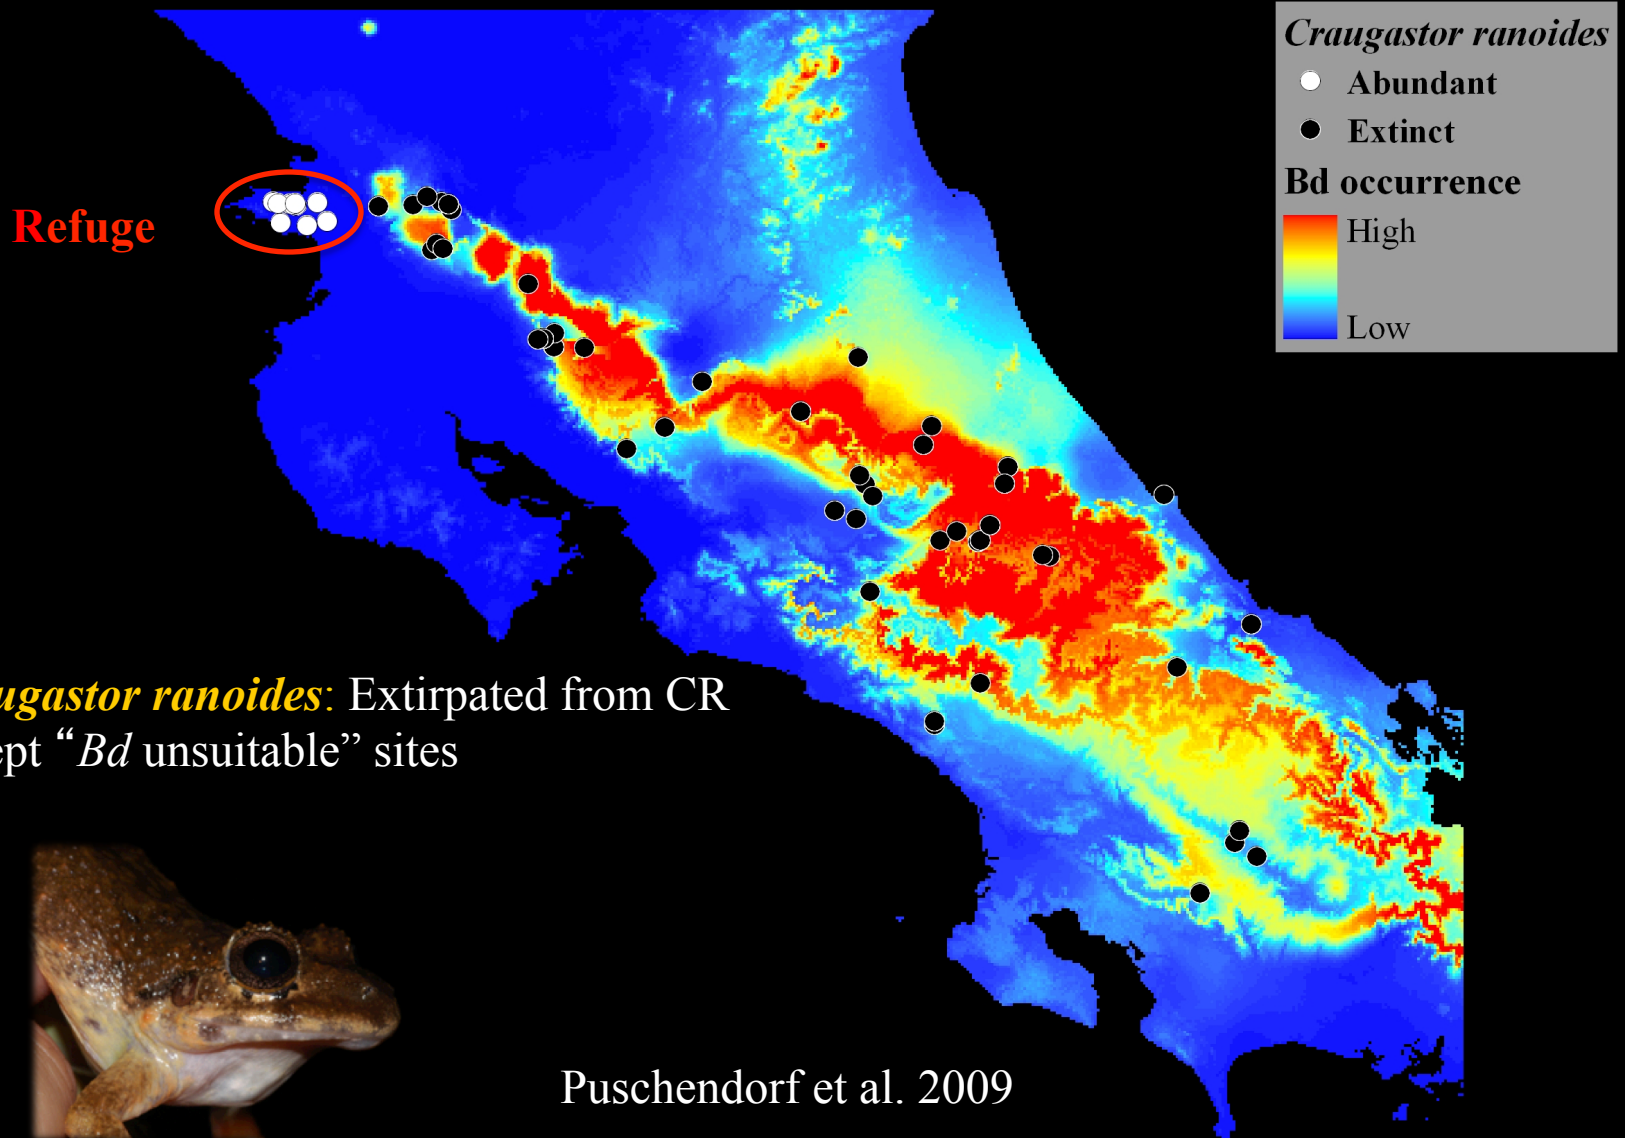 Craugastor ranoides
Abundant
Extinct
Bd occurrence
High
Low
Refuge
ugastor ranoides: Extirpated from CR
ept “Bd unsuitable” sites
Puschendorf et al. 2009